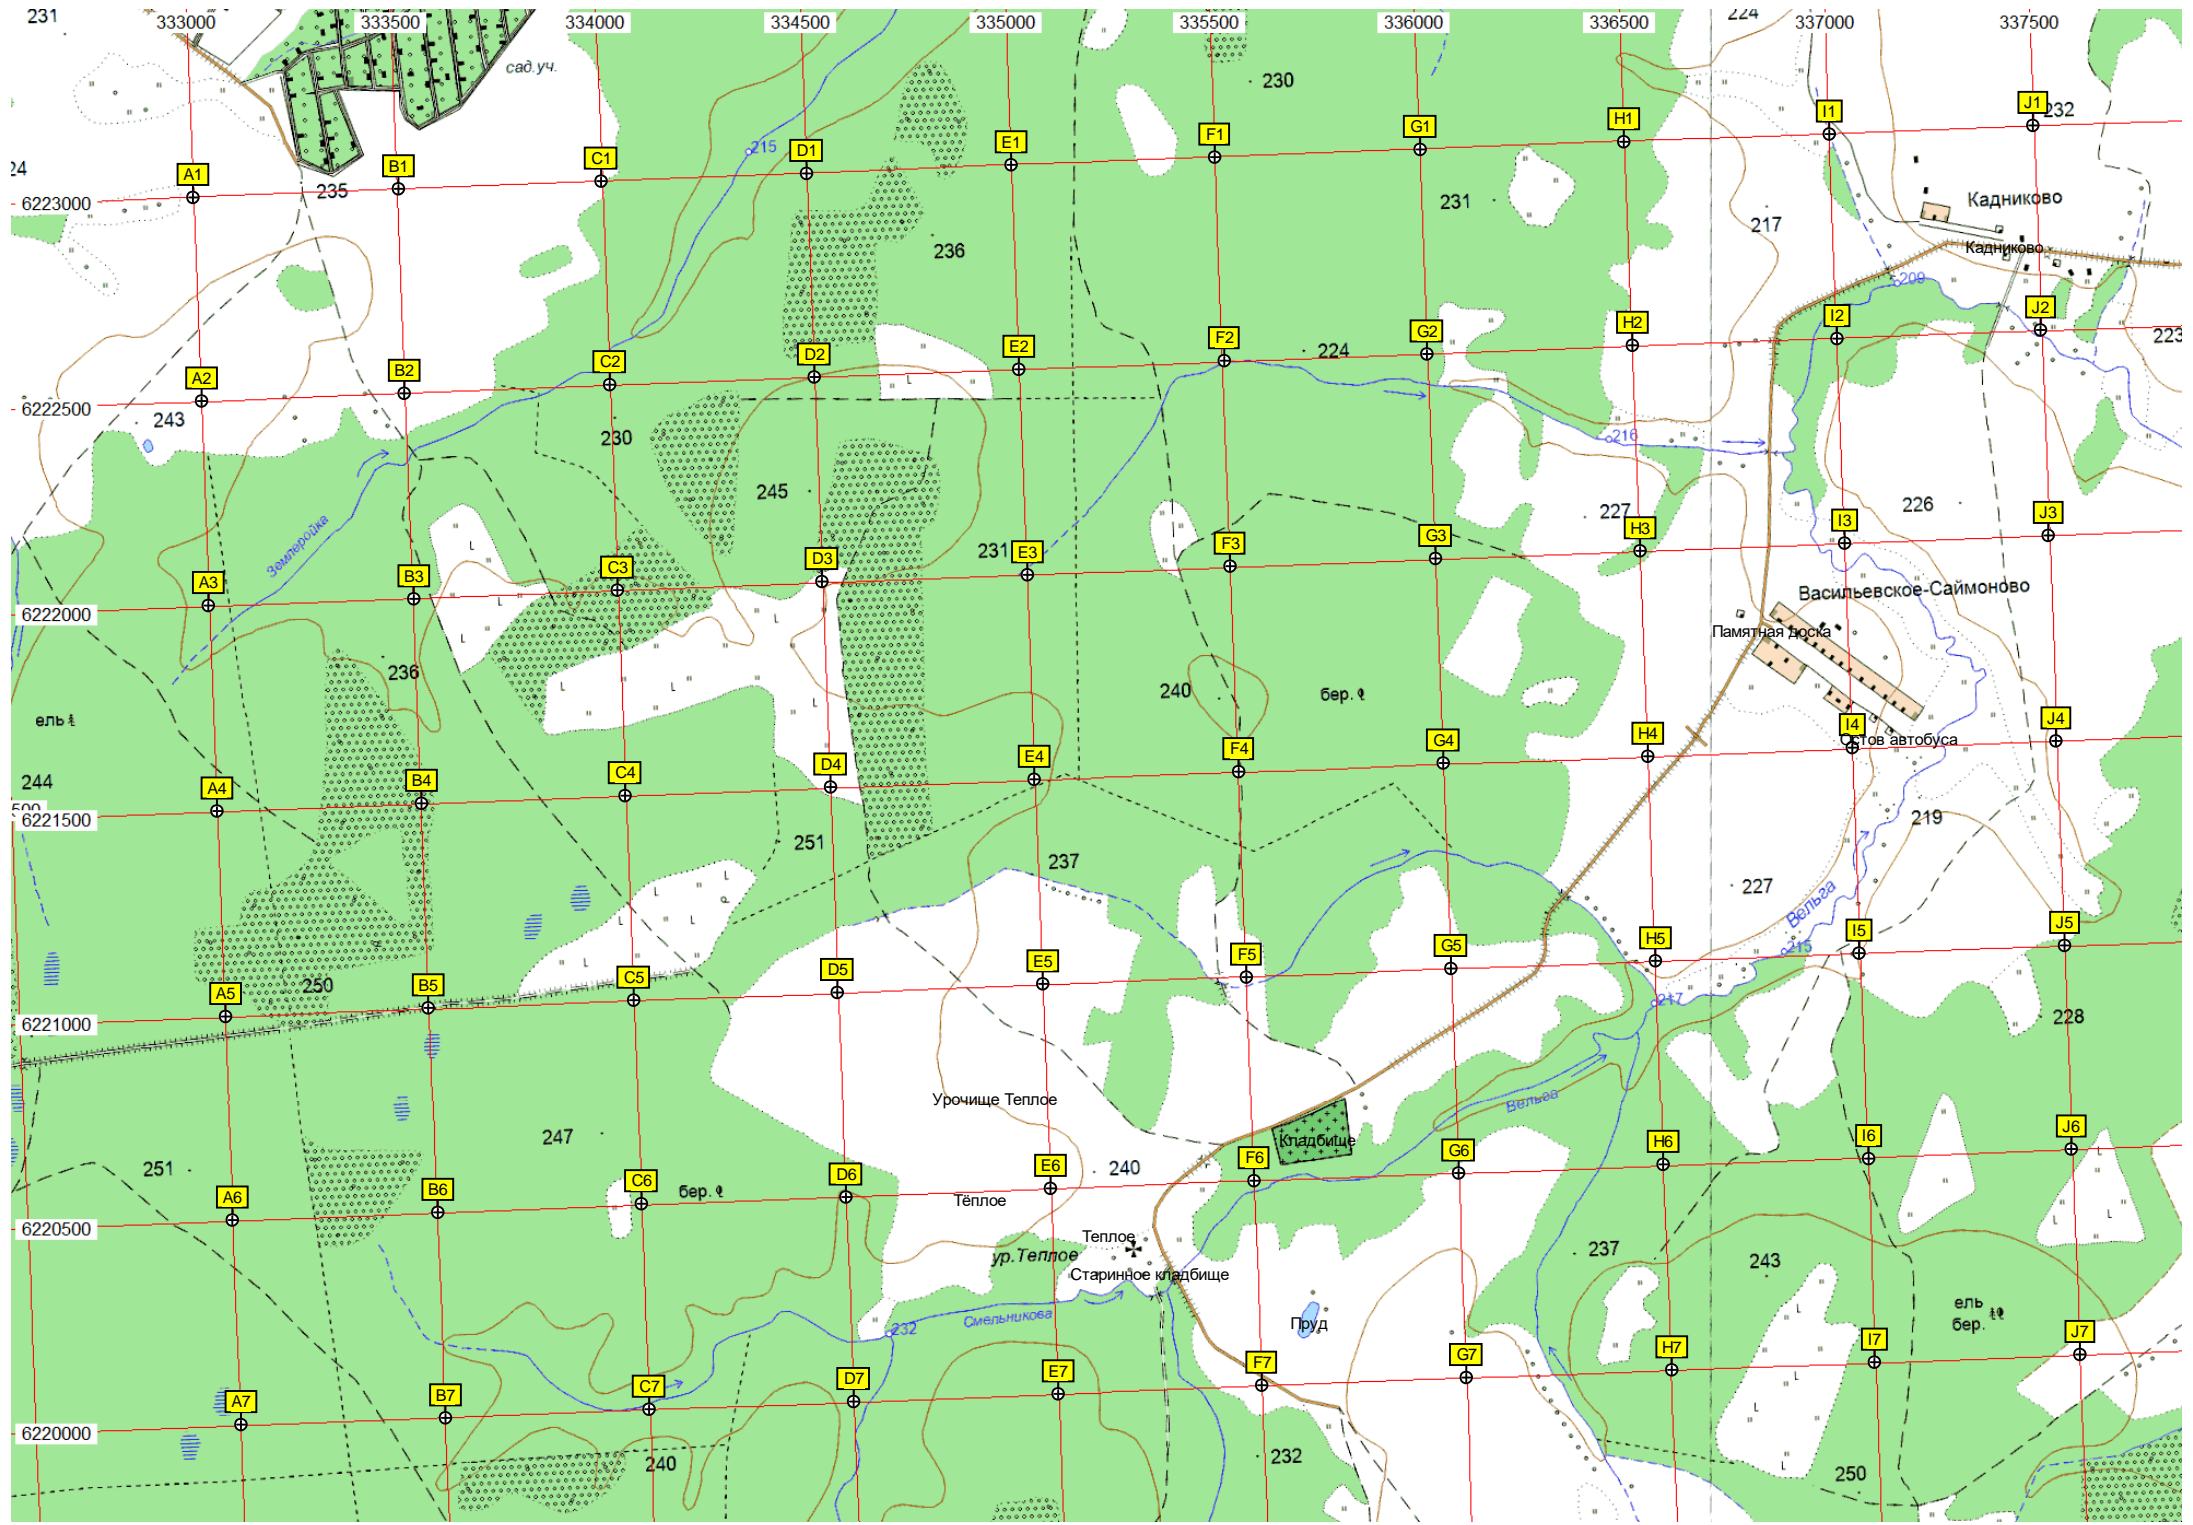 231
333000 333500 334000 334500 335000 335500 336000 336500 224 337000 337500
сад.уч.
230
24
215
232
A1 B1 C1 D1 E1 F1 G1 H1 I1 J1
6223000
235
231
217
Кадниково
Кадниково
236
209
A2 B2 C2 D2 E2 F2 G2 H2 I2 J2
224
223
6222500
243
230
216
245
226
227
Землеройка
231
A3 B3 C3 D3 E3 F3 G3 H3 I3 J3
6222000
Васильевское-Саймоново
Памятная доска
236
240
бер.
ель
Остов автобуса
244
A4 B4 C4 D4 E4 F4 G4 H4 I4 J4
500
6221500
251
219
237
227
Вельга
215
A5 B5 C5 D5 E5 F5 G5 H5 I5 J5
250
217
6221000
228
Урочище Теплое
Вельга
247
Кладбище
251
240
A6 B6 C6 D6 E6 F6 G6 H6 I6 J6
бер.
Тёплое
6220500
Теплое
ур.Теплое
237
243
Старинное кладбище
ель
бер.
Смельникова
232
Пруд
A7 B7 C7 D7 E7 F7 G7 H7 I7 J7
6220000
240
232
250